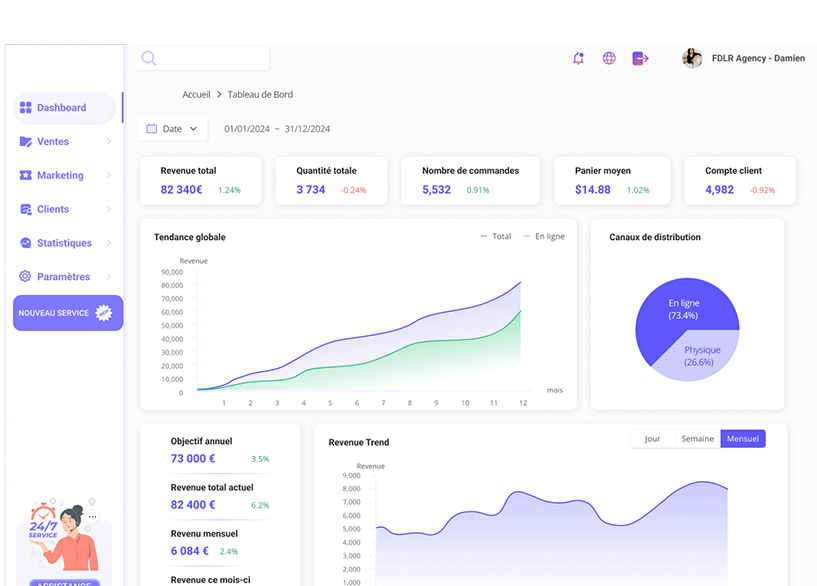 FDLR Agency - Damien
Accueil > Tableau de Bord
Dashboard
Ventes
Marketing
Clients
Statistiques
Paramètres
NOUVEAU SERVICE
24/7
SERVICE
ASSISTANCE
Date
01/01/2024 ~ 31/12/2024
Revenue total
82 340€ 1.24%
Quantité totale
3 734 -0.24%
Nombre de commandes
5,532 0.91%
Panier moyen
$14.88 1.02%
Compte client
4,982 -0.92%
Tendance globale
Total
En ligne
Revenue
90,000
80,000
70,000
60,000
50,000
40,000
30,000
20,000
10,000
0
1 2 3 4 5 6 7 8 9 10 11 12
mois
Canaux de distribution
En ligne
(73.4%)
Physique
(26.6%)
Objectif annuel
73 000 € 3.5%
Revenue total actuel
82 400 € 6.2%
Revenu mensuel
6 084 € 2.4%
Revenue ce mois-ci
Revenue Trend
Jour Semaine Mensuel
Revenue
9,000
8,000
7,000
6,000
5,000
4,000
3,000
2,000
1,000